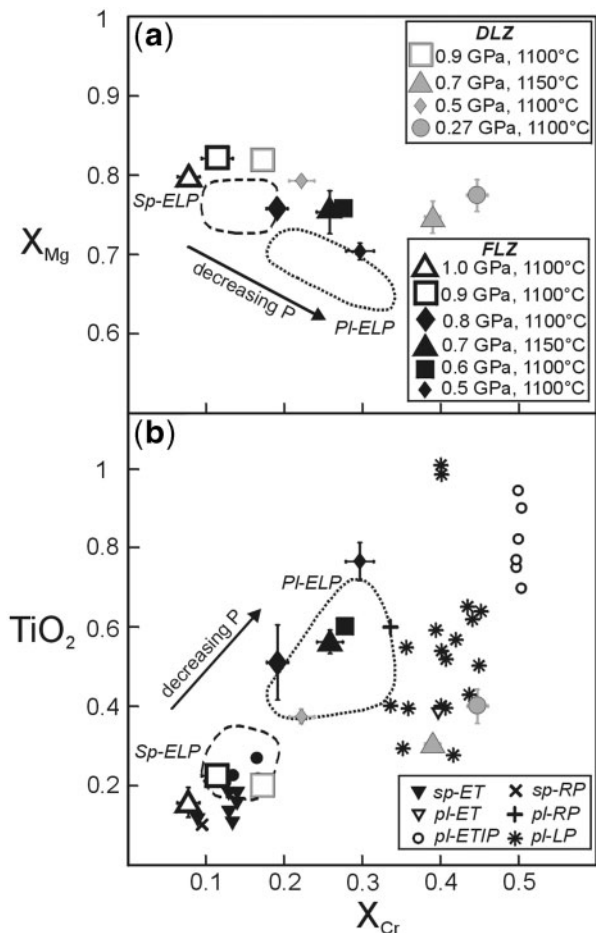 (a)
DLZ
0.9 GPa, 1100°C
0.7 GPa, 1150°C
0.5 GPa, 1100°C
0.27 GPa, 1100°C
1
0.9
0.8
0.7
0.6
X Mg
Sp-ELP
decreasing P
Pl-ELP
FLZ
1.0 GPa, 1100°C
0.9 GPa, 1100°C
0.8 GPa, 1100°C
0.7 GPa, 1150°C
0.6 GPa, 1100°C
0.5 GPa, 1100°C
(b)
1
0.8
0.6
0.4
0.2
TiO2
Pl-ELP
decreasing P
Sp-ELP
sp-ET
sp-RP
pl-ET
pl-RP
pl-ETIP
pl-LP
0.1 0.2 0.3 0.4 0.5
X Cr